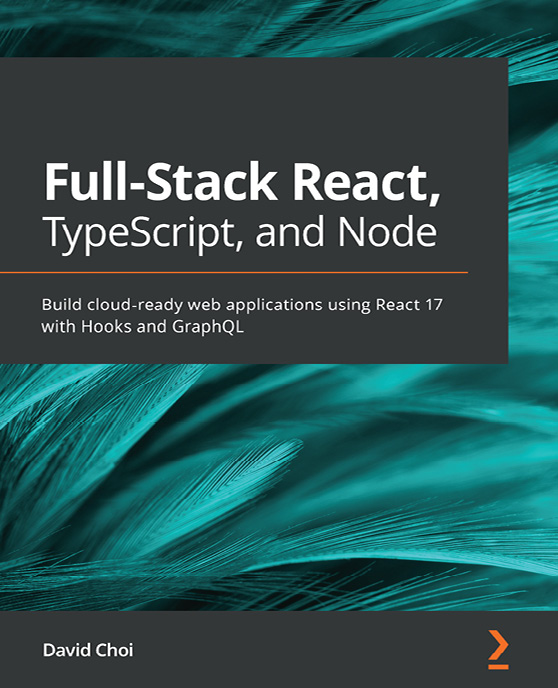 Full-Stack React,
TypeScript, and Node
Build cloud-ready web applications using React 17
with Hooks and GraphQL
David Choi